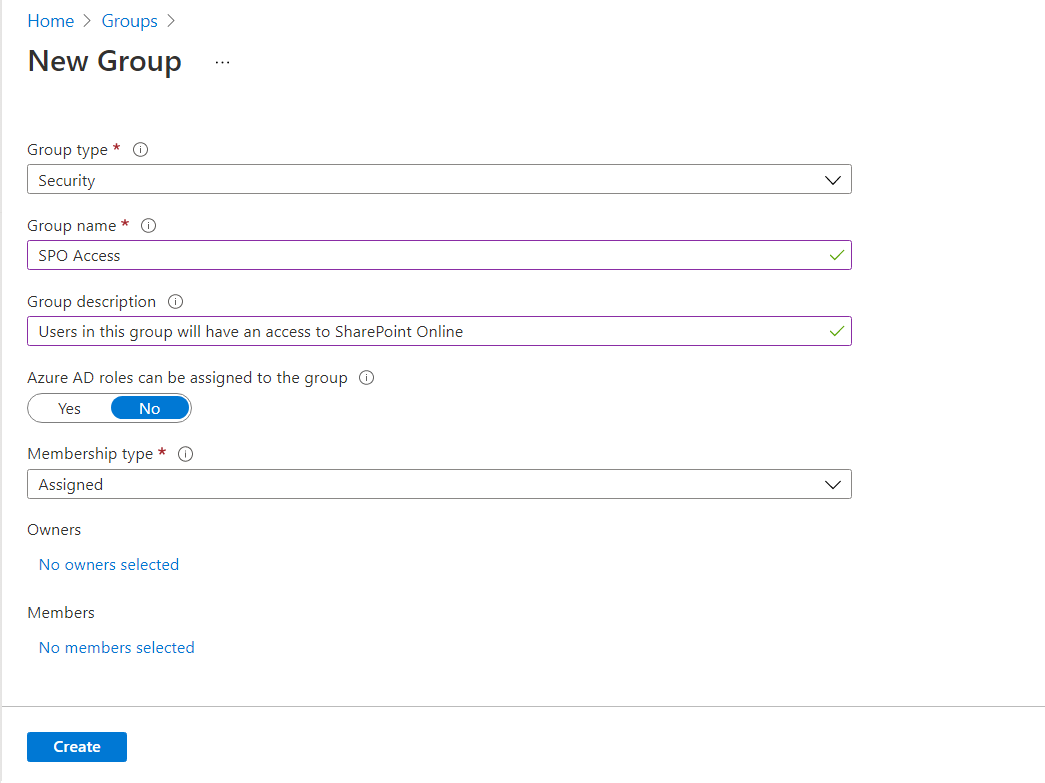 Home > Groups >
New Group ...
Group type *
Security
Group name *
SPO Access
Group description
Users in this group will have an access to SharePoint Online
Azure AD roles can be assigned to the group
Yes No
Membership type *
Assigned
Owners
No owners selected
Members
No members selected
Create